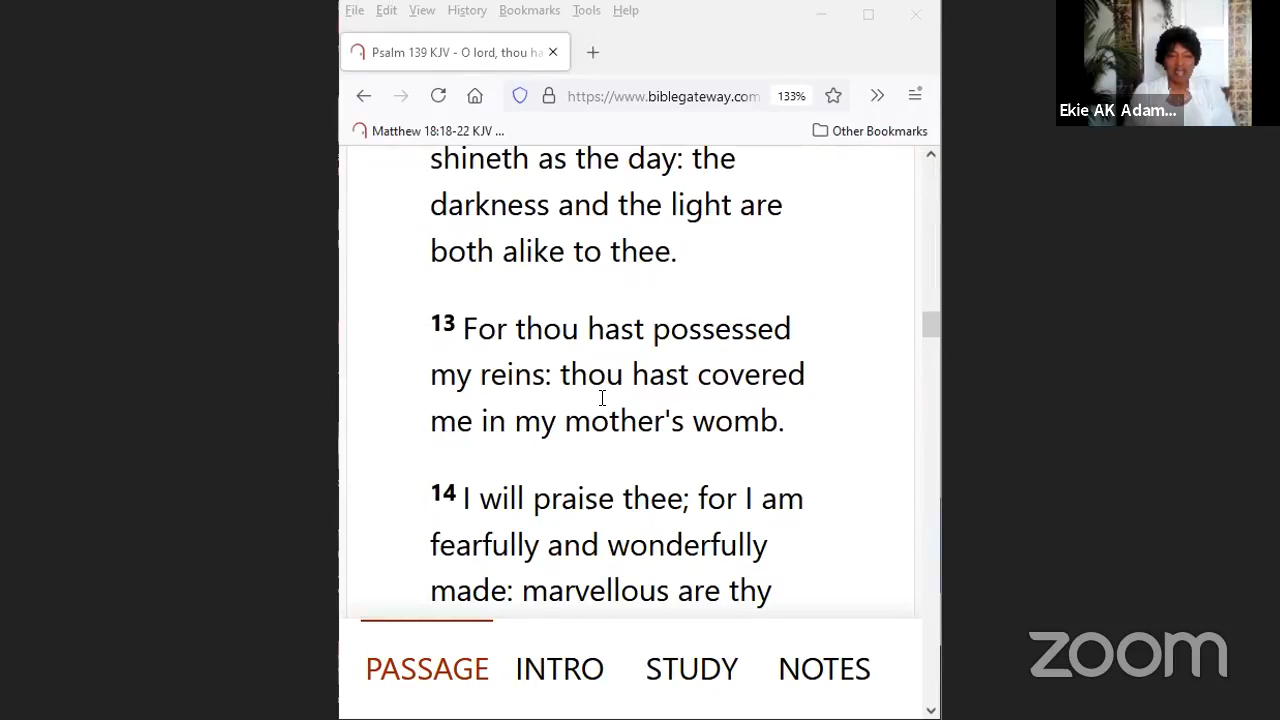 File Edit View History Bookmarks Tools Help
Psalm 139 KJV - O lord, thou ha
https://www.biblegateway.com 133%
Matthew 18:18-22 KJV ... Other Bookmarks
shineth as the day: the
darkness and the light are
both alike to thee.
13 For thou hast possessed
my reins: thou hast covered
me in my mother's womb.
14 I will praise thee; for I am
fearfully and wonderfully
made: marvellous are thy
PASSAGE INTRO STUDY NOTES
Ekie AK Adam...
zoom